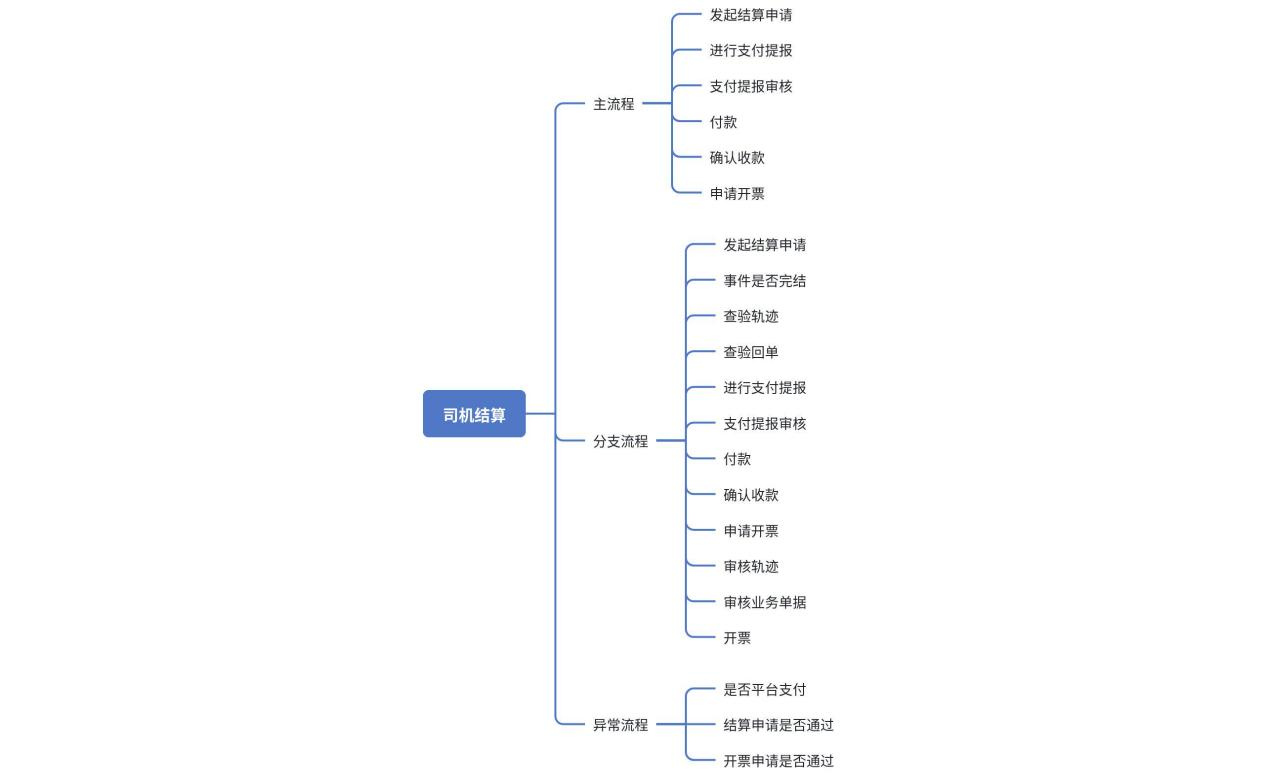 司机结算
主流程
发起结算申请
进行支付提报
支付提报审核
付款
确认收款
申请开票
分支流程
发起结算申请
事件是否完结
查验轨迹
查验回单
进行支付提报
支付提报审核
付款
确认收款
申请开票
审核轨迹
审核业务单据
开票
异常流程
是否平台支付
结算申请是否通过
开票申请是否通过